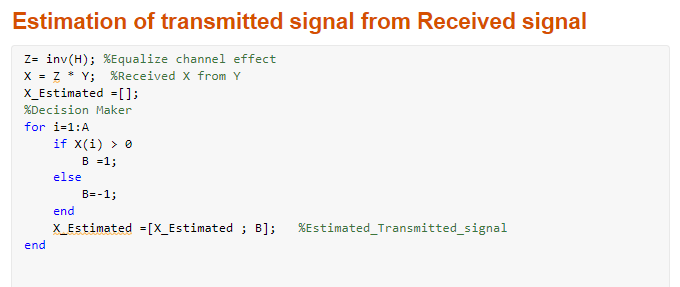 Estimation of transmitted signal from Received signal
Z= inv(H); %Equalize channel effect
X = Z * Y;  %Received X from Y
X_Estimated =[];
%Decision Maker
for i=1:A
    if X(i) > 0
        B =1;
    else
        B=-1;
    end
    X_Estimated =[X_Estimated ; B];   %Estimated_Transmitted_signal
end